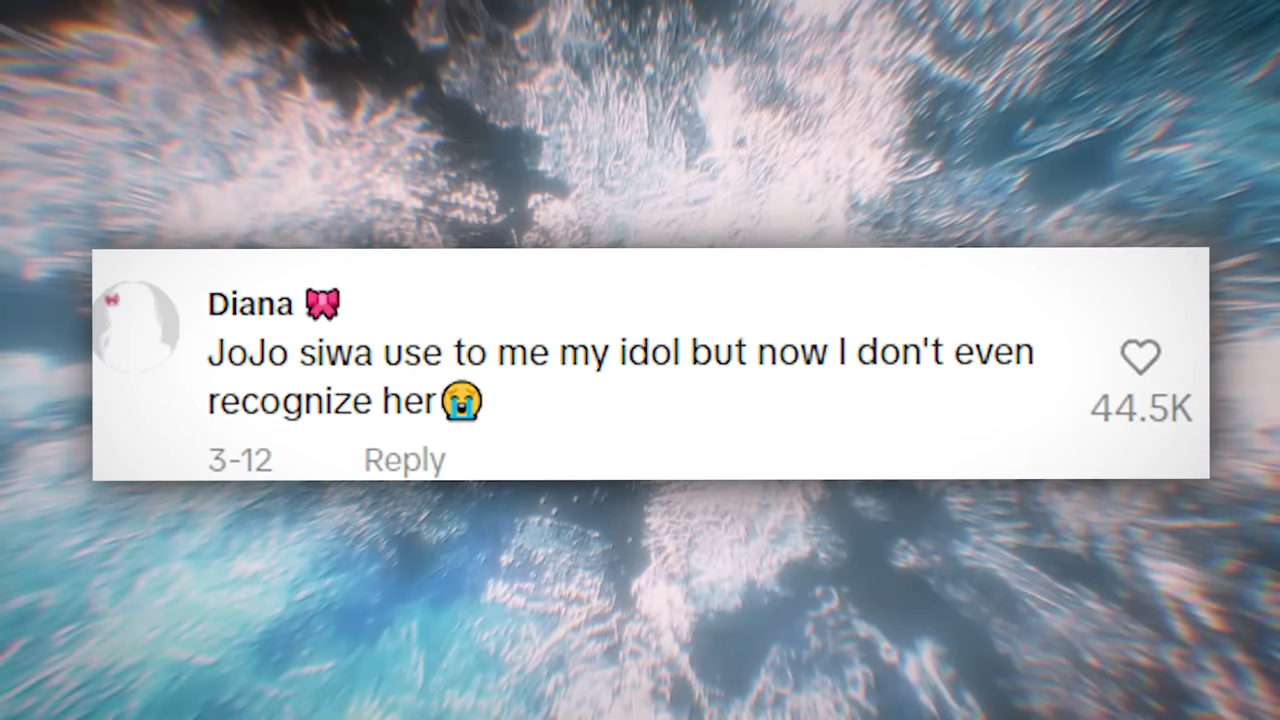 Diana 🎀
JoJo siwa use to me my idol but now I don't even
recognize her😭
44.5K
3-12 Reply